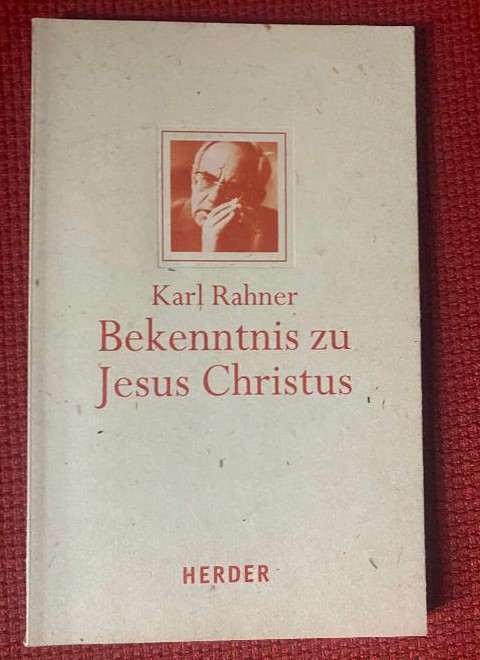 Karl Rahner
Bekenntnis zu
Jesus Christus
HERDER